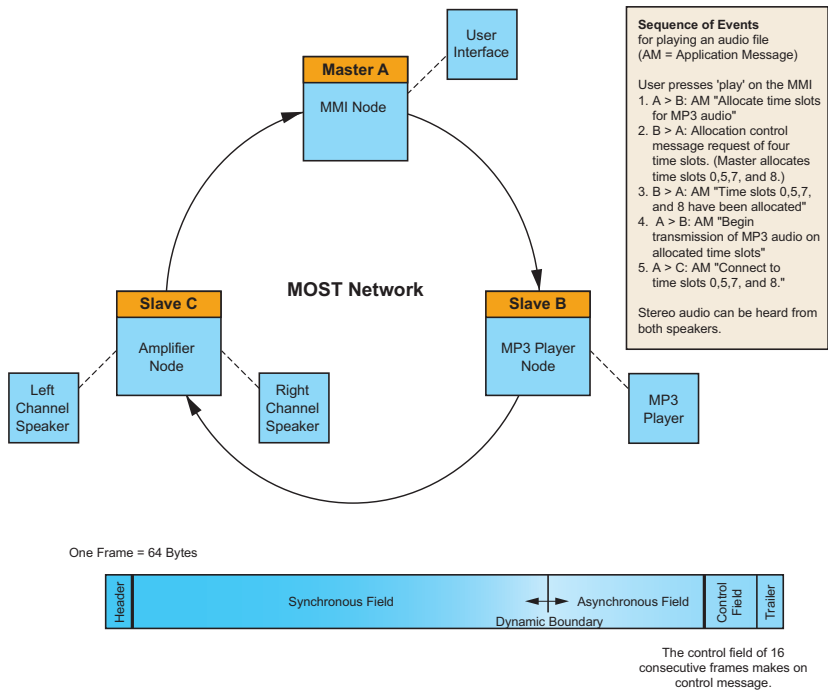 User
Interface
Master A
MMI Node
Sequence of Events
for playing an audio file
(AM = Application Message)
User presses 'play' on the MMI
1. A > B: AM "Allocate time slots
for MP3 audio"
2. B > A: Allocation control
message request of four
time slots. (Master allocates
time slots 0,5,7, and 8.)
3. B > A: AM "Time slots 0,5,7,
and 8 have been allocated"
4. A > B: AM "Begin
transmission of MP3 audio on
allocated time slots"
5. A > C: AM "Connect to
time slots 0,5,7, and 8."
Stereo audio can be heard from
both speakers.
MOST Network
Slave C
Amplifier
Node
Slave B
MP3 Player
Node
Left
Channel
Speaker
Right
Channel
Speaker
MP3
Player
One Frame = 64 Bytes
Header
Synchronous Field
Asynchronous Field
Dynamic Boundary
Control
Field
Trailer
The control field of 16
consecutive frames makes on
control message.